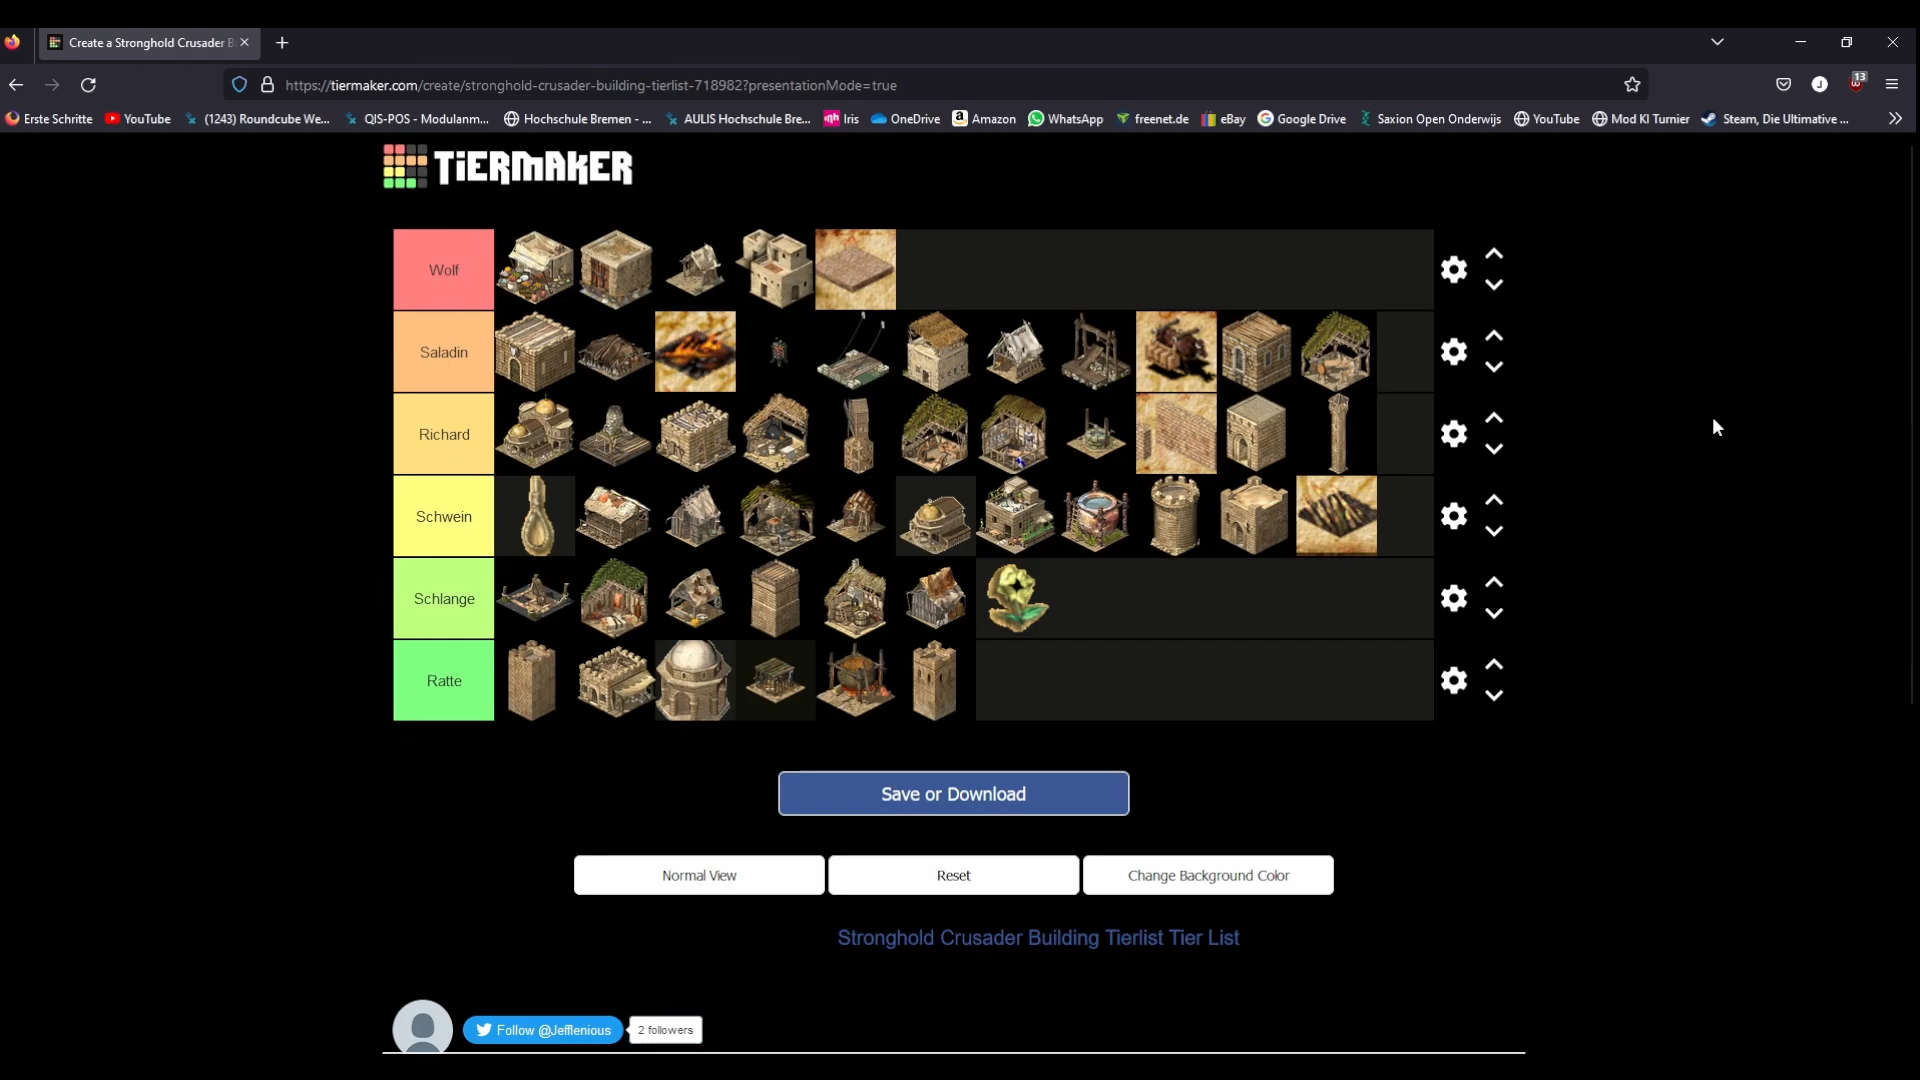 Create a Stronghold Crusader B
https://tiermaker.com/create/stronghold-crusader-building-tierlist-718982?presentationMode=true
J
13
Erste Schritte
YouTube
(1243) Roundcube We...
QIS-POS - Modulanm...
Hochschule Bremen - ...
AULIS Hochschule Bre...
Iris
OneDrive
Amazon
WhatsApp
freenet.de
eBay
Google Drive
Saxion Open Onderwijs
YouTube
Mod KI Turnier
Steam, Die Ultimative ...
TiERMAKER
Wolf
Saladin
Richard
Schwein
Schlange
Ratte
Save or Download
Normal View
Reset
Change Background Color
Stronghold Crusader Building Tierlist Tier List
Follow @Jefflenious
2 followers